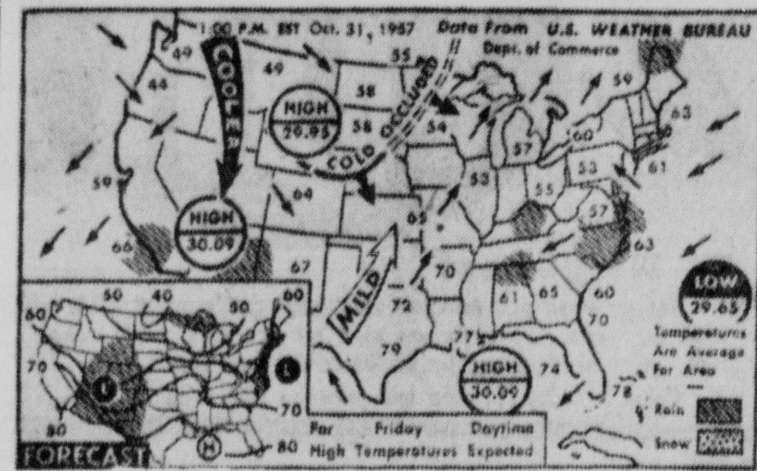 1:00 P.M. EST Oct. 31, 1957 Data From U.S. WEATHER BUREAU
Dept. of Commerce
49
49
55
59
44
COOLER
58
HIGH
29.95
58
OCCLUDED
COLD
54
57
60
63
59
64
53
55
53
61
57
HIGH
30.09
65
63
66
67
MILD
72
70
61
65
60
70
LOW
29.65
79
77
HIGH
30.09
74
78
Temperatures
Are Average
For Area
Rain
Snow
60
50
40
50
60
70
80
L
L
70
H
80
FORECAST
For Friday Daytime
High Temperatures Expected